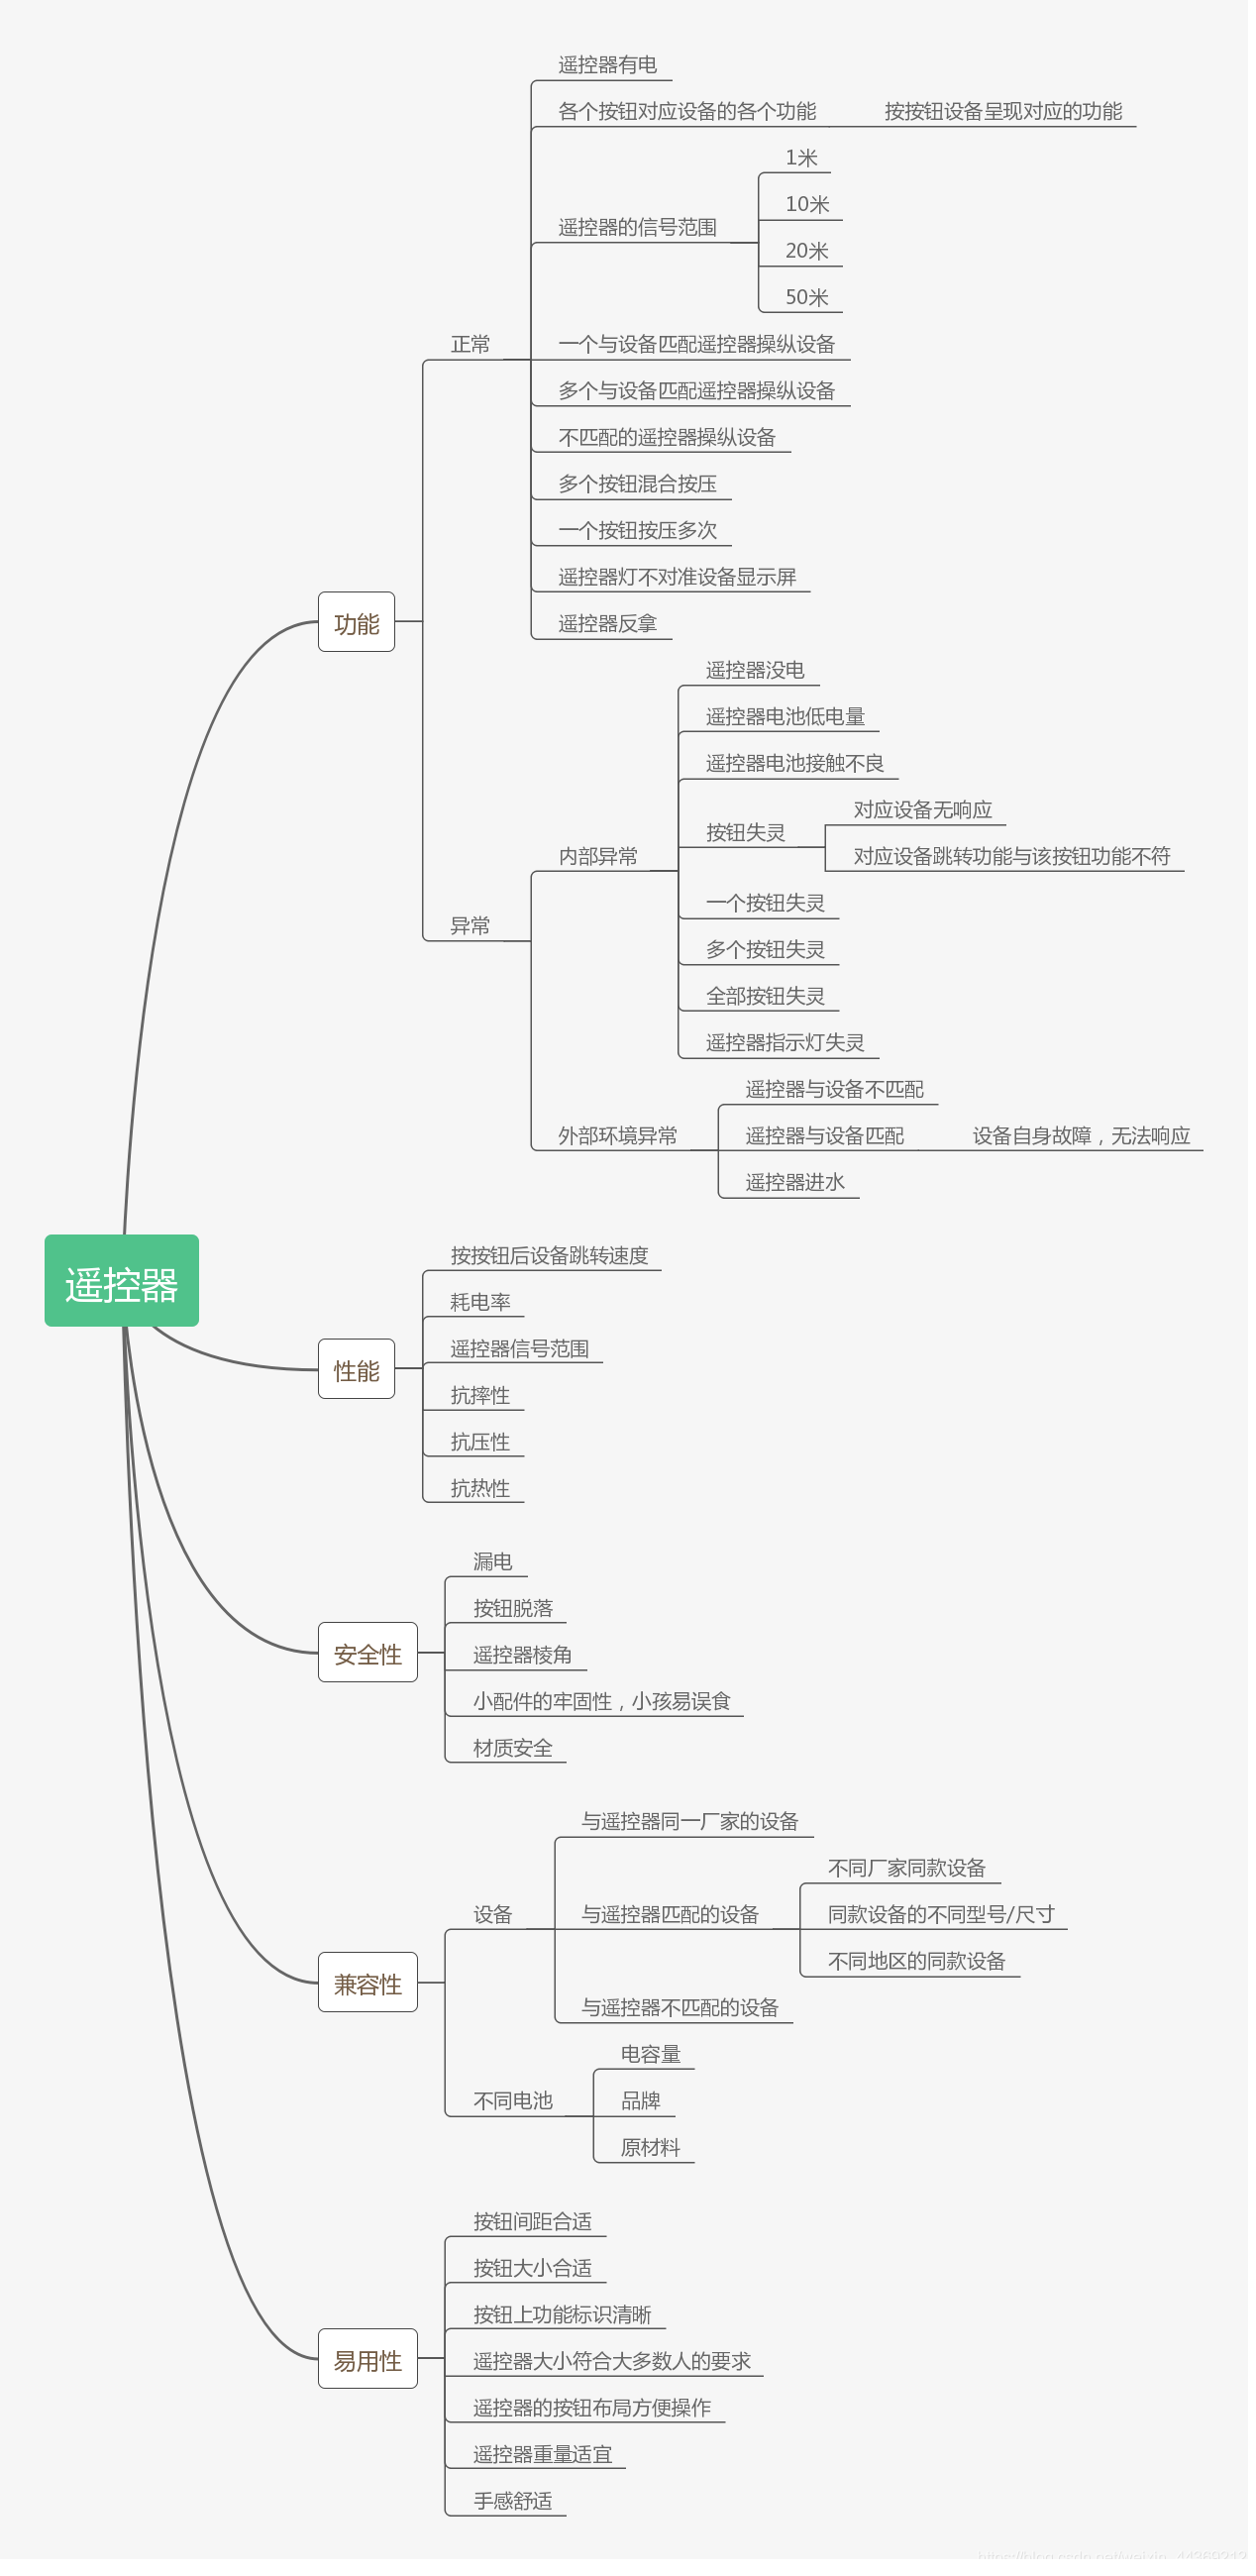 遥控器有电
各个按钮对应设备的各个功能
按按钮设备呈现对应的功能
1米
10米
遥控器的信号范围
20米
50米
正常
一个与设备匹配遥控器操纵设备
多个与设备匹配遥控器操纵设备
不匹配的遥控器操纵设备
多个按钮混合按压
一个按钮按压多次
遥控器灯不对准设备显示屏
功能
遥控器反拿
遥控器没电
遥控器电池低电量
遥控器电池接触不良
对应设备无响应
按钮失灵
内部异常
对应设备跳转功能与该按钮功能不符
一个按钮失灵
异常
多个按钮失灵
全部按钮失灵
遥控器指示灯失灵
遥控器与设备不匹配
外部环境异常
遥控器与设备匹配
设备自身故障，无法响应
遥控器进水
遥控器
按按钮后设备跳转速度
耗电率
遥控器信号范围
性能
抗摔性
抗压性
抗热性
漏电
按钮脱落
安全性
遥控器棱角
小配件的牢固性，小孩易误食
材质安全
与遥控器同一厂家的设备
不同厂家同款设备
设备
与遥控器匹配的设备
同款设备的不同型号/尺寸
不同地区的同款设备
兼容性
与遥控器不匹配的设备
电容量
不同电池
品牌
原材料
按钮间距合适
按钮大小合适
按钮上功能标识清晰
易用性
遥控器大小符合大多数人的要求
遥控器的按钮布局方便操作
遥控器重量适宜
手感舒适